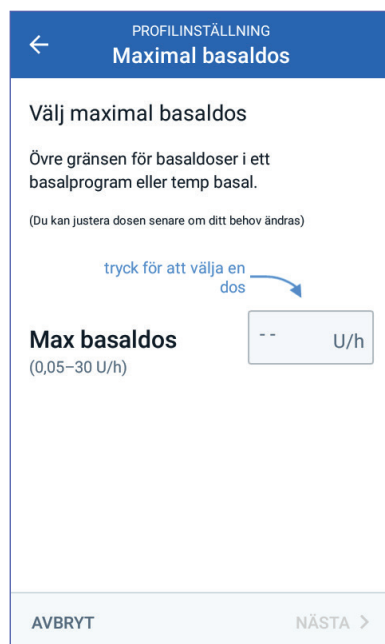 PROFILINSTÄLLNING
Maximal basaldos
Välj maximal basaldos
Övre gränsen för basaldoser i ett
basalprogram eller temp basal.
(Du kan justera dosen senare om ditt behov ändras)
tryck för att välja en
dos
Max basaldos
-- U/h
(0,05–30 U/h)
AVBRYT
NÄSTA